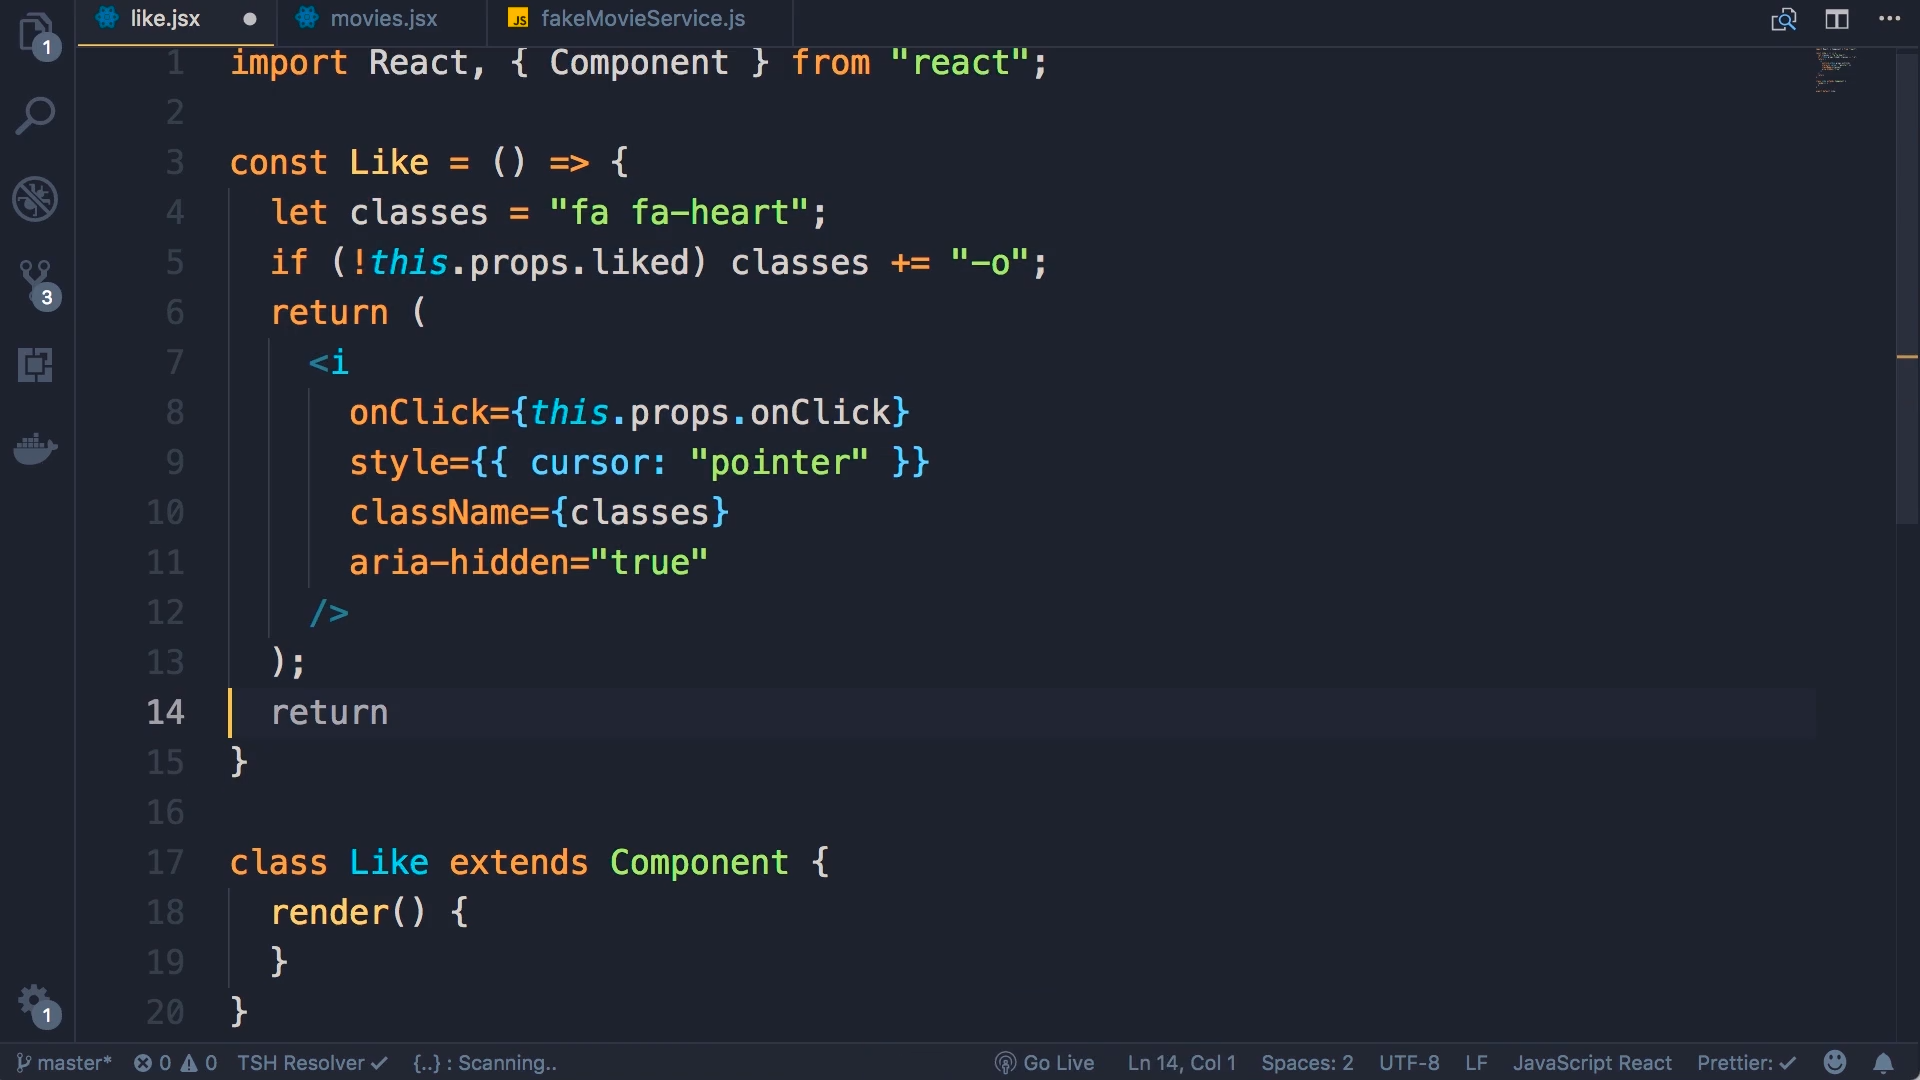 like.jsx movies.jsx JS fakeMovieService.js
1
1 import React, { Component } from "react";
2
3 const Like = () => {
4 let classes = "fa fa-heart";
5 if (!this.props.liked) classes += "-o";
3
6 return (
7 <i
8 onClick={this.props.onClick}
9 style={{ cursor: "pointer" }}
10 className={classes}
11 aria-hidden="true"
12 />
13 );
14 return
15 }
16
17 class Like extends Component {
18 render() {
19 }
20 }
1
master* 0 0 TSH Resolver ✓ {..} : Scanning.. Go Live Ln 14, Col 1 Spaces: 2 UTF-8 LF JavaScript React Prettier: ✓